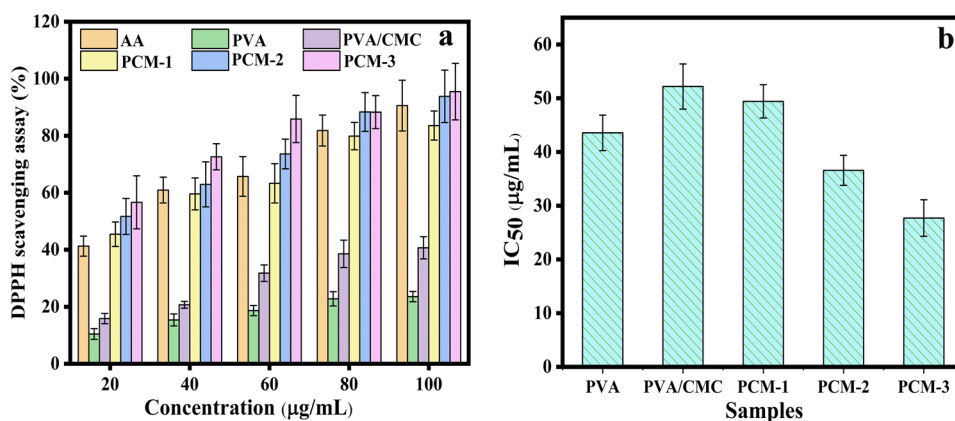 a
AA PVA PVA/CMC
PCM-1 PCM-2 PCM-3
DPPH scavenging assay (%)
120
100
80
60
40
20
0
20 40 60 80 100
Concentration (μg/mL)
b
IC50 (μg/mL)
60
50
40
30
20
10
0
PVA PVA/CMC PCM-1 PCM-2 PCM-3
Samples